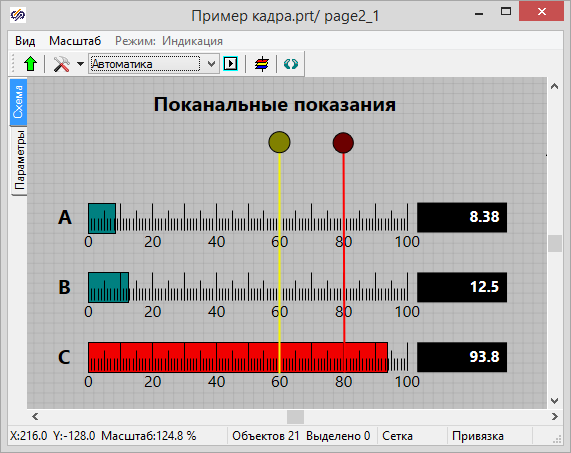 Пример кадра.prt/ page2_1
Вид Масштаб Режим: Индикация
Автоматика
Схема
Параметры
Поканальные показания
A 8.38
0 20 40 60 80 100
B 12.5
0 20 40 60 80 100
C 93.8
0 20 40 60 80 100
X:216.0 Y:-128.0 Масштаб:124.8 % Объектов 21 Выделено 0 Сетка Привязка